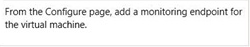 From the Configure page, add a monitoring endpoint for
the virtual machine.